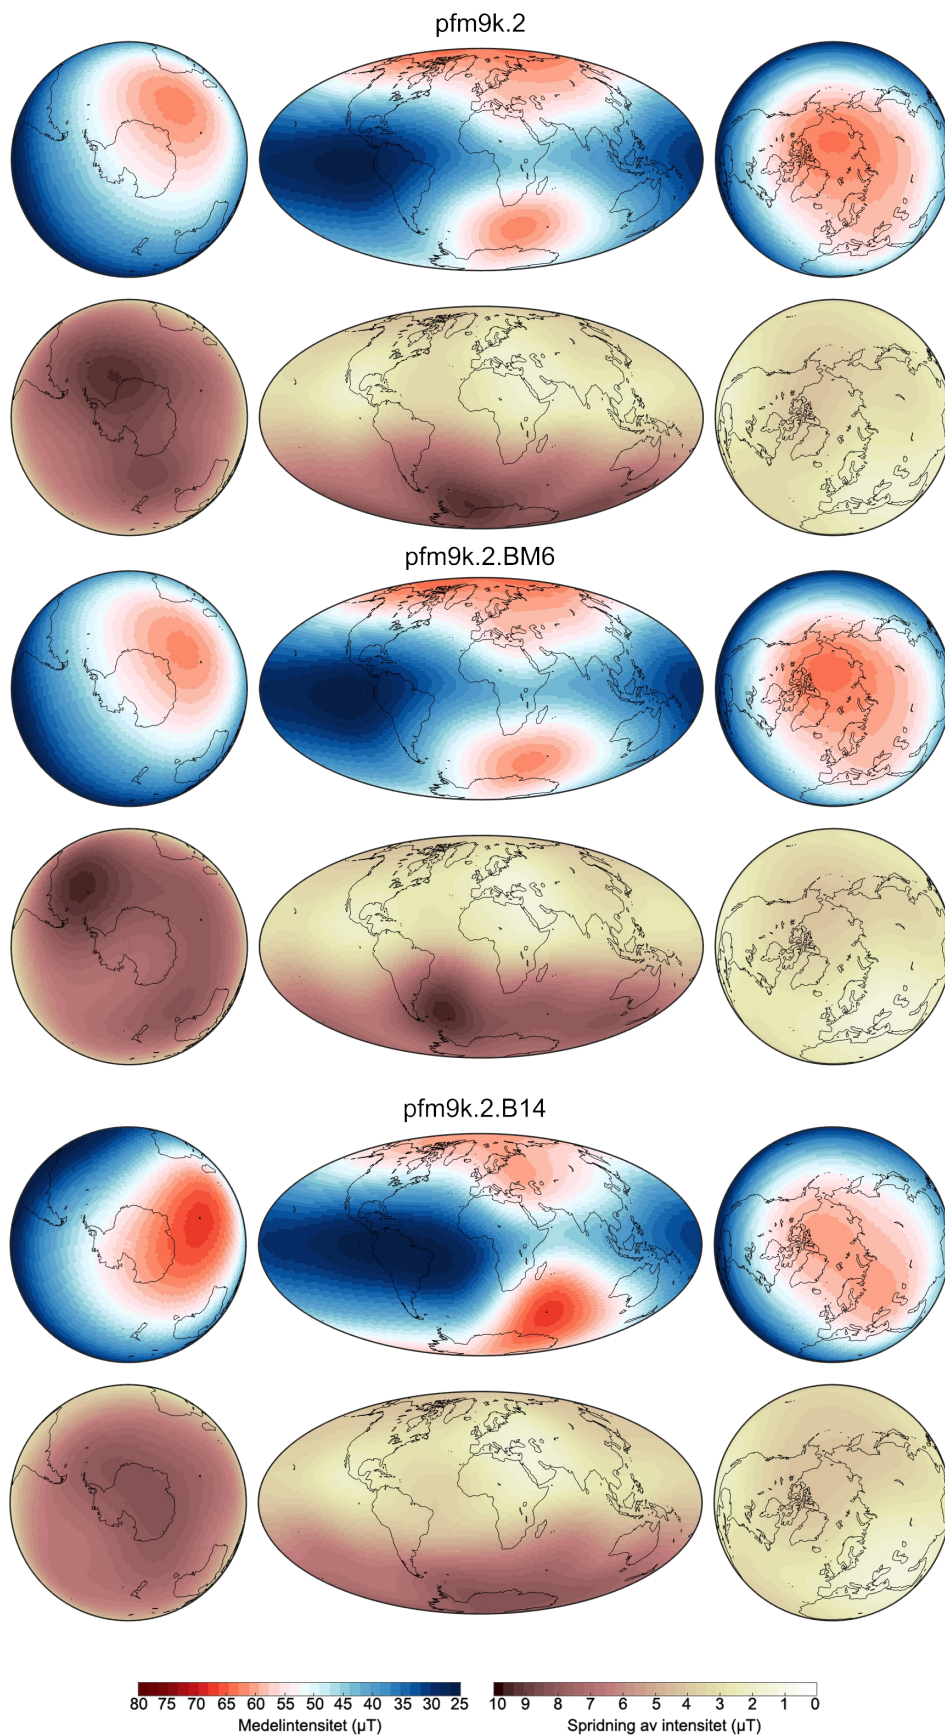 pfm9k.2
pfm9k.2.BM6
pfm9k.2.B14
80 75 70 65 60 55 50 45 40 35 30 25
Medelintensitet (µT)
10 9 8 7 6 5 4 3 2 1 0
Spridning av intensitet (µT)